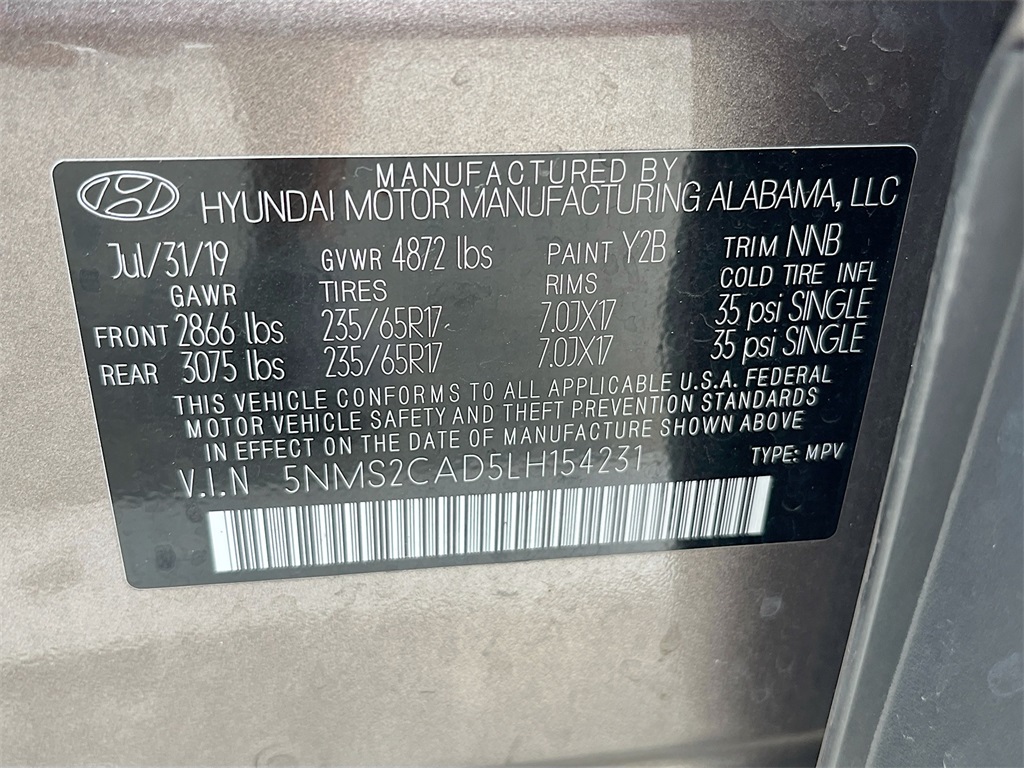 MANUFACTURED BY
HYUNDAI MOTOR MANUFACTURING ALABAMA, LLC
Jul/31/19 GVWR 4872 lbs PAINT Y2B TRIM NNB
GAWR TIRES RIMS COLD TIRE INFL
FRONT 2866 lbs 235/65R17 7.0JX17 35 psi SINGLE
REAR 3075 lbs 235/65R17 7.0JX17 35 psi SINGLE
THIS VEHICLE CONFORMS TO ALL APPLICABLE U.S.A. FEDERAL
MOTOR VEHICLE SAFETY AND THEFT PREVENTION STANDARDS
IN EFFECT ON THE DATE OF MANUFACTURE SHOWN ABOVE
V.I.N 5NMS2CAD5LH154231 TYPE: MPV